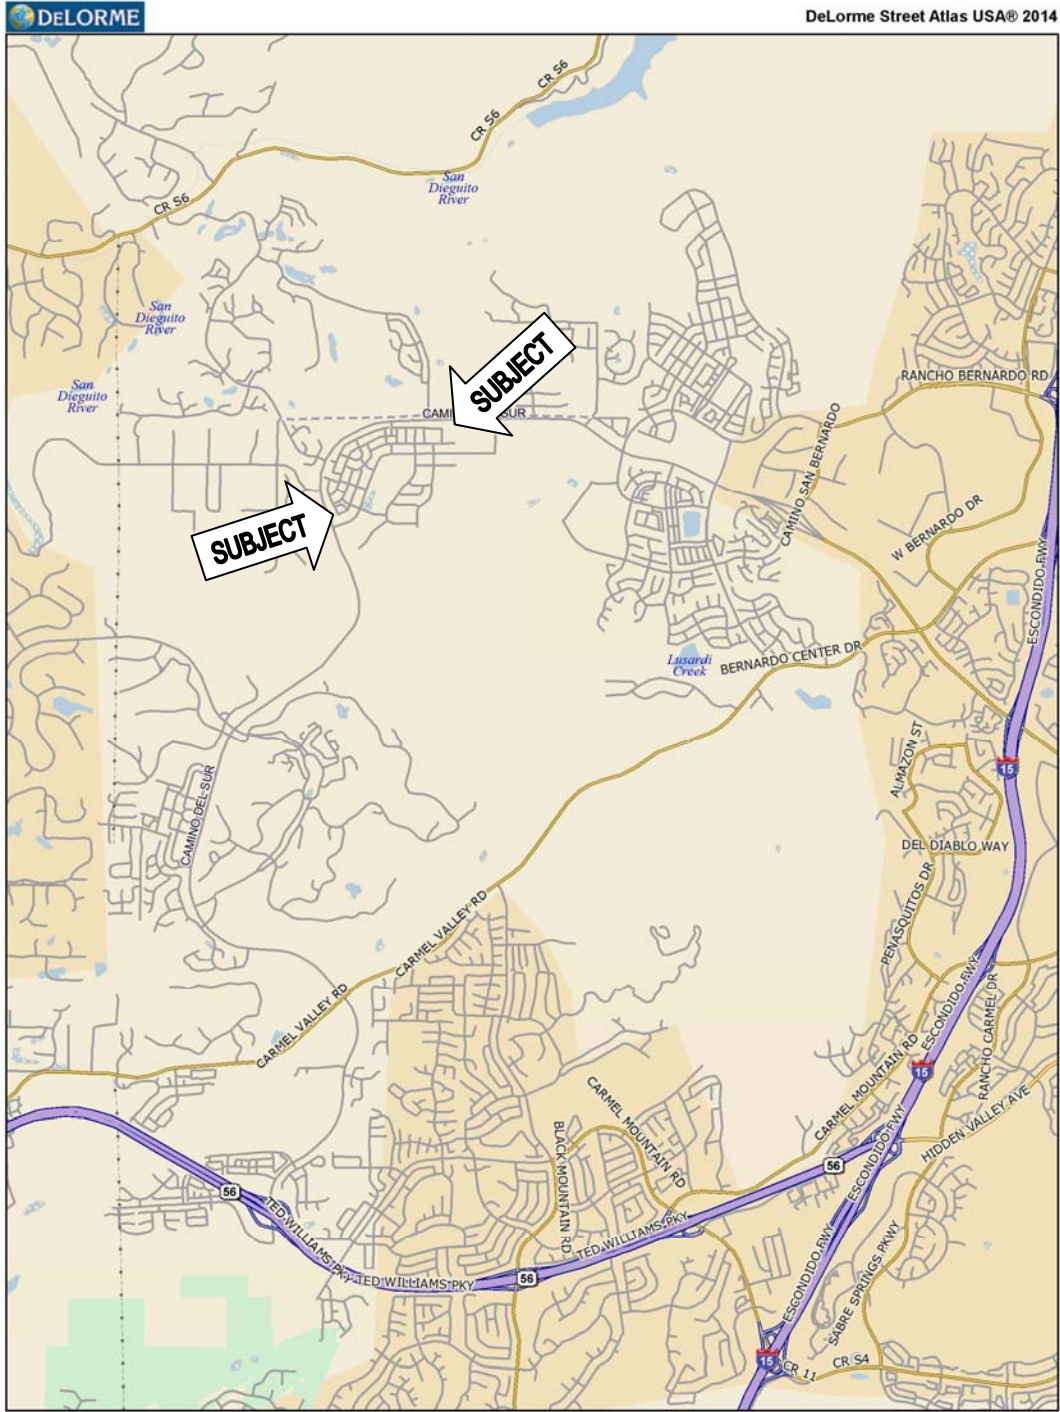 DELORME
DeLorme Street Atlas USA® 2014
CR S6
CR S6
San
Dieguito
River
CR S6
San
Dieguito
River
San
Dieguito
River
SUBJECT
RANCHO BERNARDO RD
CAMI
SUR
CAMINO SAN BERNARDO
W BERNARDO DR
SUBJECT
ESCONDIDO FWY
Lusardi
Creek
BERNARDO CENTER DR
ALMAZON ST
15
CAMINO DEL SUR
DEL DIABLO WAY
PENASQUITOS DR
CARMEL VALLEY RD
ESCONDIDO FWY
RANCHO CARMEL DR
CARMEL VALLEY RD
CARMEL MOUNTAIN RD
15
CARMEL MOUNTAIN RD
HIDDEN VALLEY AVE
BLACK MOUNTAIN RD
ESCONDIDO FWY
56
56
TED WILLIAMS PKY
TED WILLIAMS PKY
TED WILLIAMS PKY
56
ESCONDIDO FWY
SABRE SPRINGS PKWY
15
CR 11
CR S4